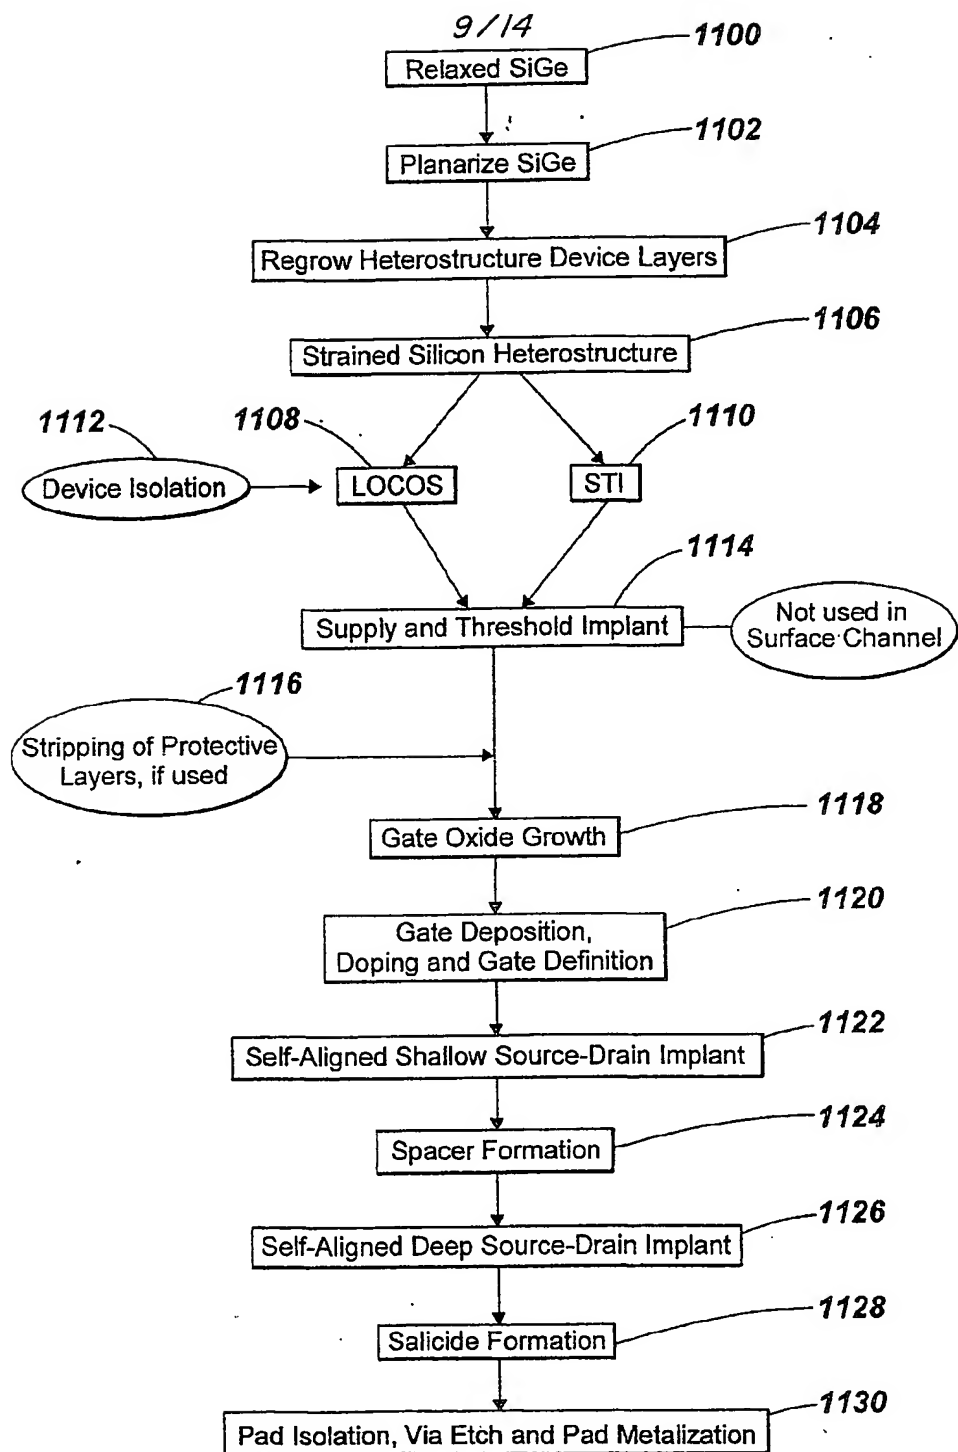 9/14
1100
Relaxed SiGe
1102
Planarize SiGe
1104
Regrow Heterostructure Device Layers
1106
Strained Silicon Heterostructure
1112
1108
1110
Device Isolation
LOCOS
STI
1114
Supply and Threshold Implant
Not used in
Surface Channel
1116
Stripping of Protective
Layers, if used
1118
Gate Oxide Growth
1120
Gate Deposition,
Doping and Gate Definition
1122
Self-Aligned Shallow Source-Drain Implant
1124
Spacer Formation
1126
Self-Aligned Deep Source-Drain Implant
1128
Salicide Formation
1130
Pad Isolation, Via Etch and Pad Metalization